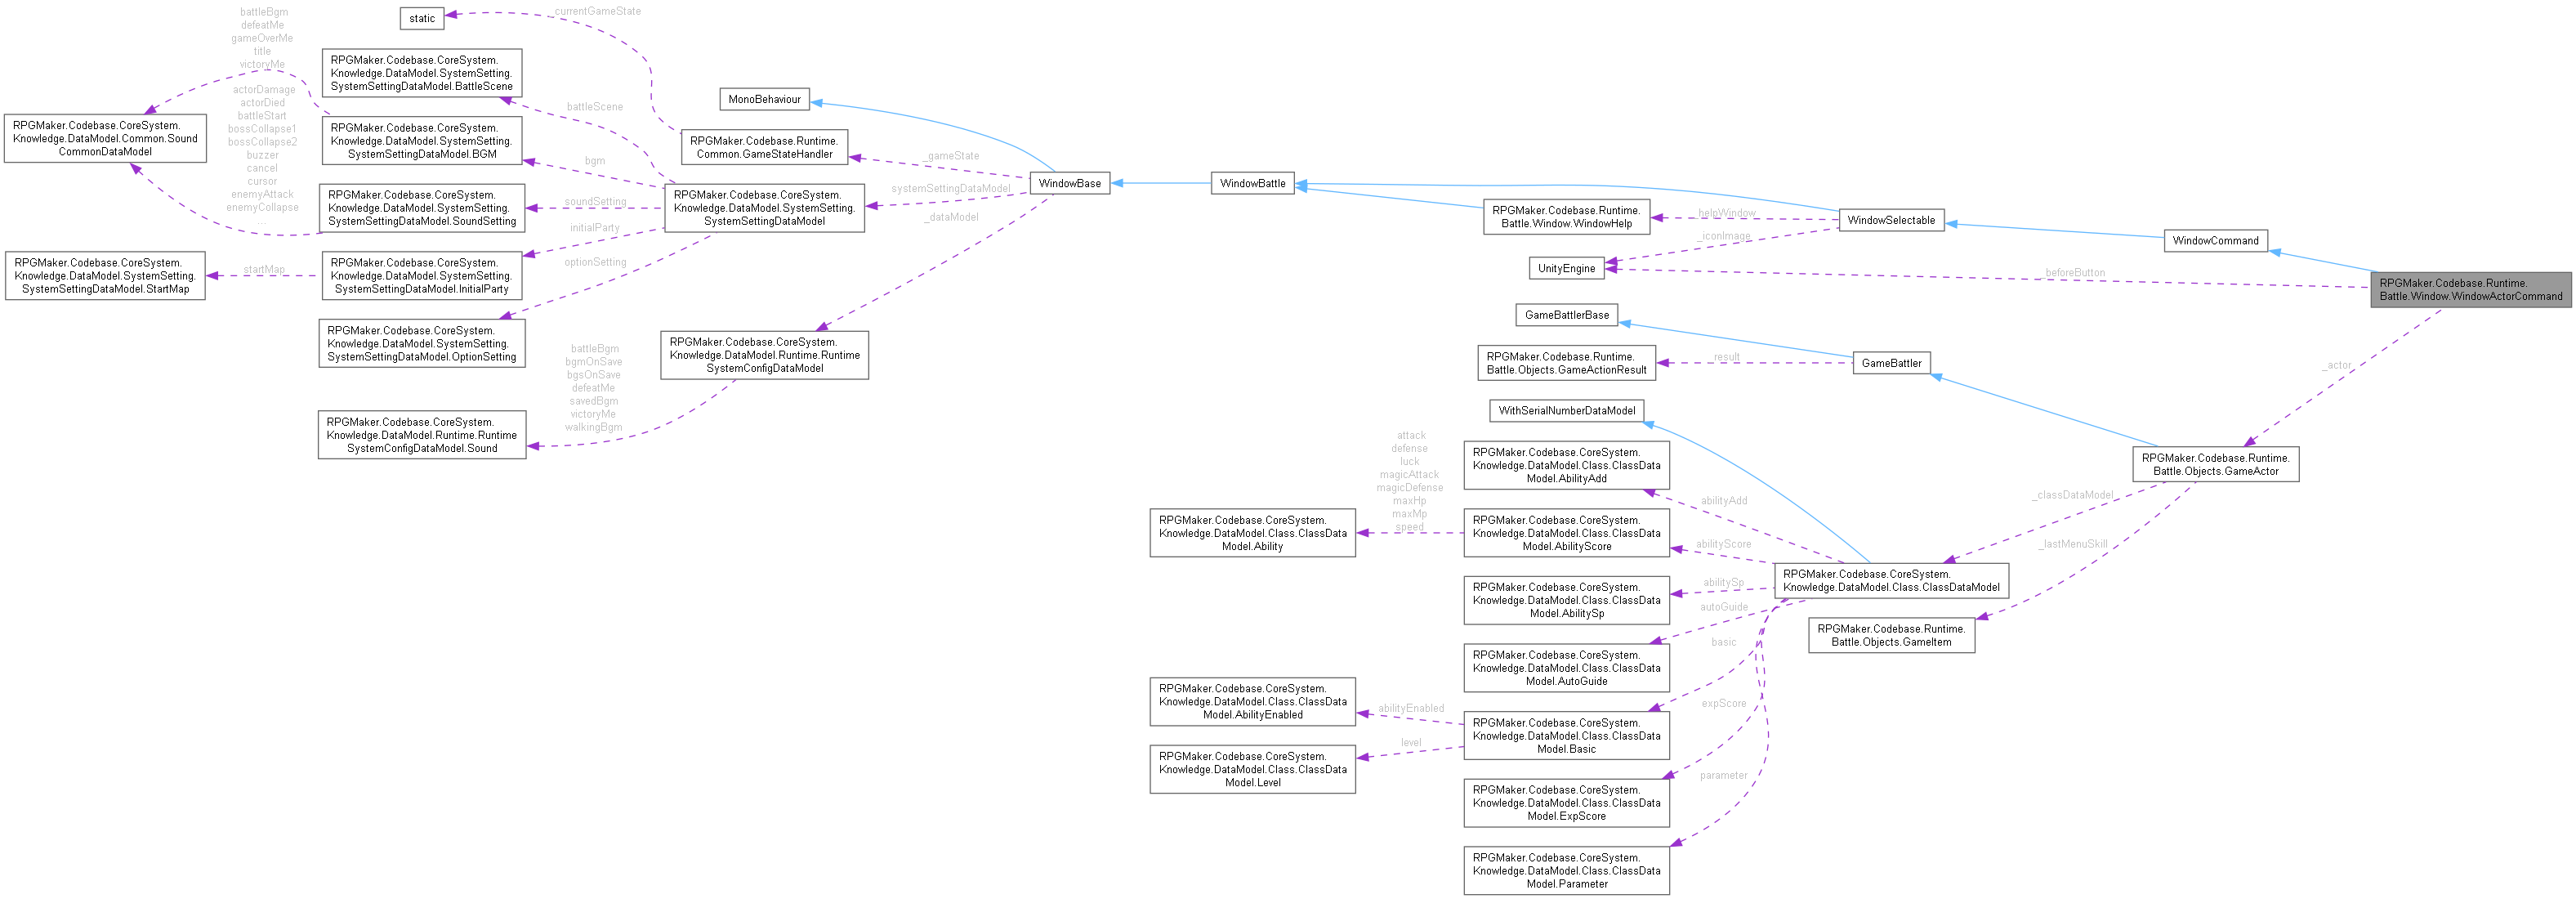 static
_currentGameState
battleBgm
defeatMe
gameOverMe
title
victoryMe
RPGMaker.Codebase.CoreSystem.
Knowledge.DataModel.SystemSetting.
SystemSettingDataModel.BattleScene
actorDamage
actorDied
battleStart
bossCollapse1
bossCollapse2
buzzer
cancel
cursor
enemyAttack
enemyCollapse
...
RPGMaker.Codebase.CoreSystem.
Knowledge.DataModel.Common.Sound
CommonDataModel
RPGMaker.Codebase.CoreSystem.
Knowledge.DataModel.SystemSetting.
SystemSettingDataModel.BGM
RPGMaker.Codebase.CoreSystem.
Knowledge.DataModel.SystemSetting.
SystemSettingDataModel.SoundSetting
RPGMaker.Codebase.CoreSystem.
Knowledge.DataModel.SystemSetting.
SystemSettingDataModel.StartMap
startMap
RPGMaker.Codebase.CoreSystem.
Knowledge.DataModel.SystemSetting.
SystemSettingDataModel.InitialParty
RPGMaker.Codebase.CoreSystem.
Knowledge.DataModel.SystemSetting.
SystemSettingDataModel.OptionSetting
RPGMaker.Codebase.CoreSystem.
Knowledge.DataModel.Runtime.Runtime
SystemConfigDataModel.Sound
battleScene
bgm
soundSetting
initialParty
optionSetting
battleBgm
bgmOnSave
bgsOnSave
defeatMe
savedBgm
victoryMe
walkingBgm
MonoBehaviour
RPGMaker.Codebase.Runtime.
Common.GameStateHandler
RPGMaker.Codebase.CoreSystem.
Knowledge.DataModel.SystemSetting.
SystemSettingDataModel
RPGMaker.Codebase.CoreSystem.
Knowledge.DataModel.Runtime.Runtime
SystemConfigDataModel
_gameState
systemSettingDataModel
_dataModel
WindowBase
WindowBattle
RPGMaker.Codebase.Runtime.
Battle.Window.WindowHelp
_helpWindow
_iconImage
UnityEngine
WindowSelectable
WindowCommand
_beforeButton
RPGMaker.Codebase.Runtime.
Battle.Window.WindowActorCommand
_actor
GameBattlerBase
RPGMaker.Codebase.Runtime.
Battle.Objects.GameActionResult
_result
GameBattler
RPGMaker.Codebase.Runtime.
Battle.Objects.GameActor
WithSerialNumberDataModel
RPGMaker.Codebase.CoreSystem.
Knowledge.DataModel.Class.ClassData
Model.AbilityAdd
attack
defense
luck
magicAttack
magicDefense
maxHp
maxMp
speed
RPGMaker.Codebase.CoreSystem.
Knowledge.DataModel.Class.ClassData
Model.Ability
RPGMaker.Codebase.CoreSystem.
Knowledge.DataModel.Class.ClassData
Model.AbilityScore
RPGMaker.Codebase.CoreSystem.
Knowledge.DataModel.Class.ClassData
Model.AbilitySp
RPGMaker.Codebase.CoreSystem.
Knowledge.DataModel.Class.ClassData
Model.AutoGuide
RPGMaker.Codebase.CoreSystem.
Knowledge.DataModel.Class.ClassData
Model.AbilityEnabled
abilityEnabled
RPGMaker.Codebase.CoreSystem.
Knowledge.DataModel.Class.ClassData
Model.Basic
level
RPGMaker.Codebase.CoreSystem.
Knowledge.DataModel.Class.ClassData
Model.Level
RPGMaker.Codebase.CoreSystem.
Knowledge.DataModel.Class.ClassData
Model.ExpScore
RPGMaker.Codebase.CoreSystem.
Knowledge.DataModel.Class.ClassData
Model.Parameter
abilityAdd
abilityScore
abilitySp
autoGuide
basic
expScore
parameter
_classDataModel
_lastMenuSkill
RPGMaker.Codebase.CoreSystem.
Knowledge.DataModel.Class.ClassDataModel
RPGMaker.Codebase.Runtime.
Battle.Objects.GameItem